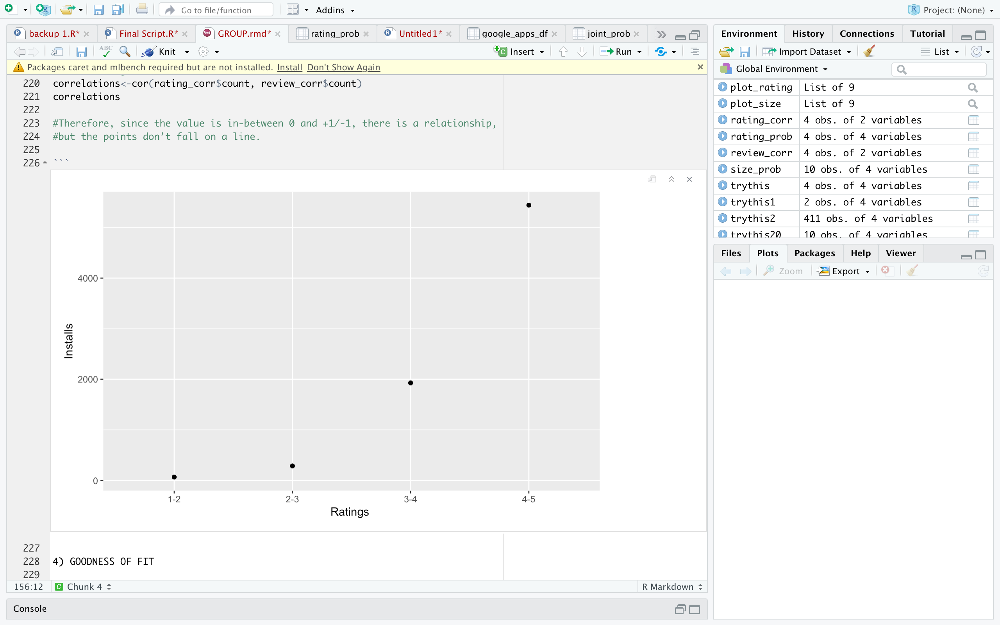 Go to file/function
Addins
Project: (None)
backup 1.R*
Final Script.R*
GROUP.rmd*
rating_prob
Untitled1*
google_apps_df
joint_prob
ABC
Knit
Insert
Run
Packages caret and mlbench required but are not installed. Install Don't Show Again
220 correlations<-cor(rating_corr$count, review_corr$count)
221 correlations
222
223 #Therefore, since the value is in-between 0 and +1/-1, there is a relationship,
224 #but the points don’t fall on a line.
225
226 ```
4000
2000
0
Installs
1-2 2-3 3-4 4-5
Ratings
227
228 4) GOODNESS OF FIT
229
156:12 C Chunk 4 R Markdown
Console
Environment History Connections Tutorial
Import Dataset List
Global Environment
plot_rating List of 9
plot_size List of 9
rating_corr 4 obs. of 2 variables
rating_prob 4 obs. of 4 variables
review_corr 4 obs. of 2 variables
size_prob 10 obs. of 4 variables
trythis 4 obs. of 4 variables
trythis1 2 obs. of 4 variables
trythis2 411 obs. of 4 variables
trythis20 10 obs. of 4 variables
Files Plots Packages Help Viewer
Zoom Export